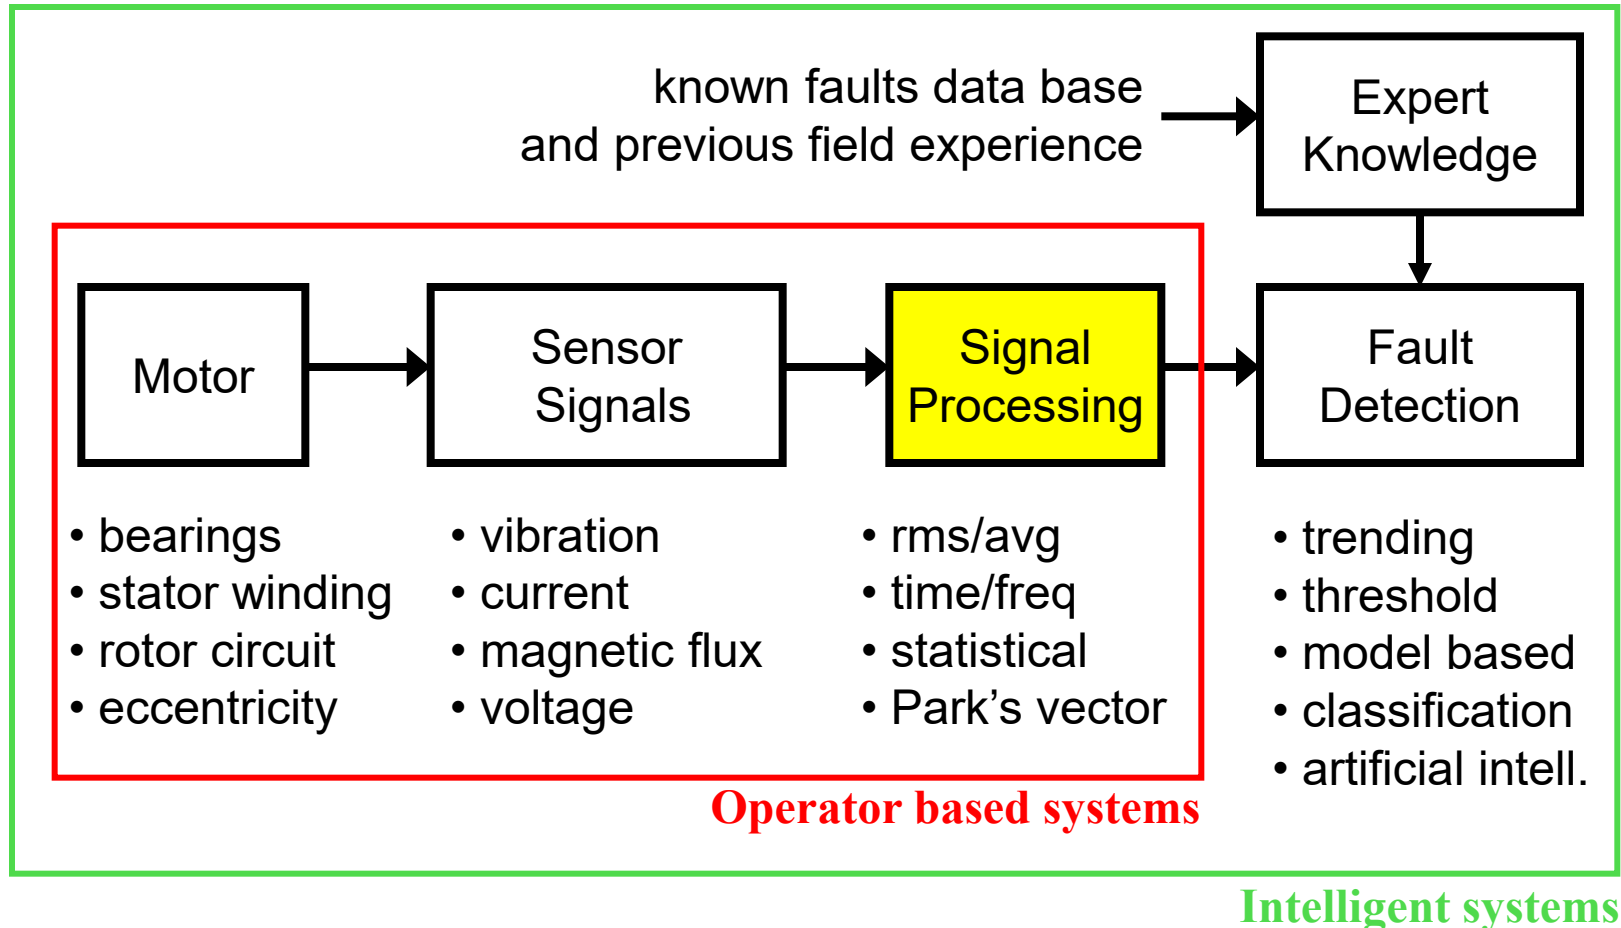 known faults data base
and previous field experience
Expert
Knowledge
Motor
Sensor
Signals
Signal
Processing
Fault
Detection
• bearings
• stator winding
• rotor circuit
• eccentricity
• vibration
• current
• magnetic flux
• voltage
• rms/avg
• time/freq
• statistical
• Park’s vector
• trending
• threshold
• model based
• classification
• artificial intell.
Operator based systems
Intelligent systems